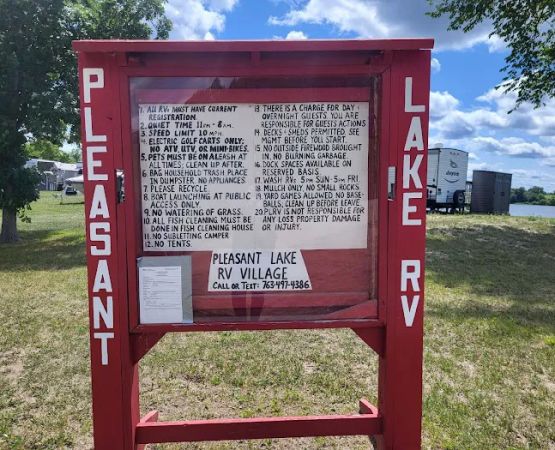 PLEASANT
LAKE RV
1. ALL RVs MUST HAVE CURRENT
REGISTRATION.
2. QUIET TIME 11PM - 8AM.
3. SPEED LIMIT 10 MPH.
4. ELECTRIC GOLF CARTS ONLY;
NO ATV, UTV OR MINI-BIKES.
5. PETS MUST BE ON ALEASH AT
ALL TIMES; CLEAN UP AFTER.
6. BAG HOUSEHOLD TRASH PLACE
IN DUMPSTER. NO APPLIANCES.
7. PLEASE RECYCLE.
8. BOAT LAUNCHING AT PUBLIC
ACCESS ONLY.
9. NO WATERING OF GRASS.
10. ALL FISH CLEANING MUST BE
DONE IN FISH CLEANING HOUSE
11. NO SUBLETTING CAMPER
12. NO TENTS.
13. THERE IS A CHARGE FOR DAY &
OVERNIGHT GUESTS. YOU ARE
RESPONSIBLE FOR GUESTS ACTIONS
14. DECKS & SHEDS PERMITTED. SEE
MGMT BEFORE YOU START.
15. NO OUTSIDE FIREWOOD BROUGHT
IN. NO BURNING GARBAGE.
16. DOCK SPACES AVAILABLE ON
RESERVED BASIS.
17. WASH RVs: 5PM SUN - 5PM FRI.
18. MULCH ONLY. NO SMALL ROCKS.
19. YARD GAMES ALLOWED NO BASE-
BALLS. CLEAN UP BEFORE LEAVE.
20. PLRV IS NOT RESPONSIBLE FOR
ANY LOSS PROPERTY DAMAGE
OR INJURY.
PLEASANT LAKE
RV VILLAGE
CALL OR TEXT: 763-497-4386